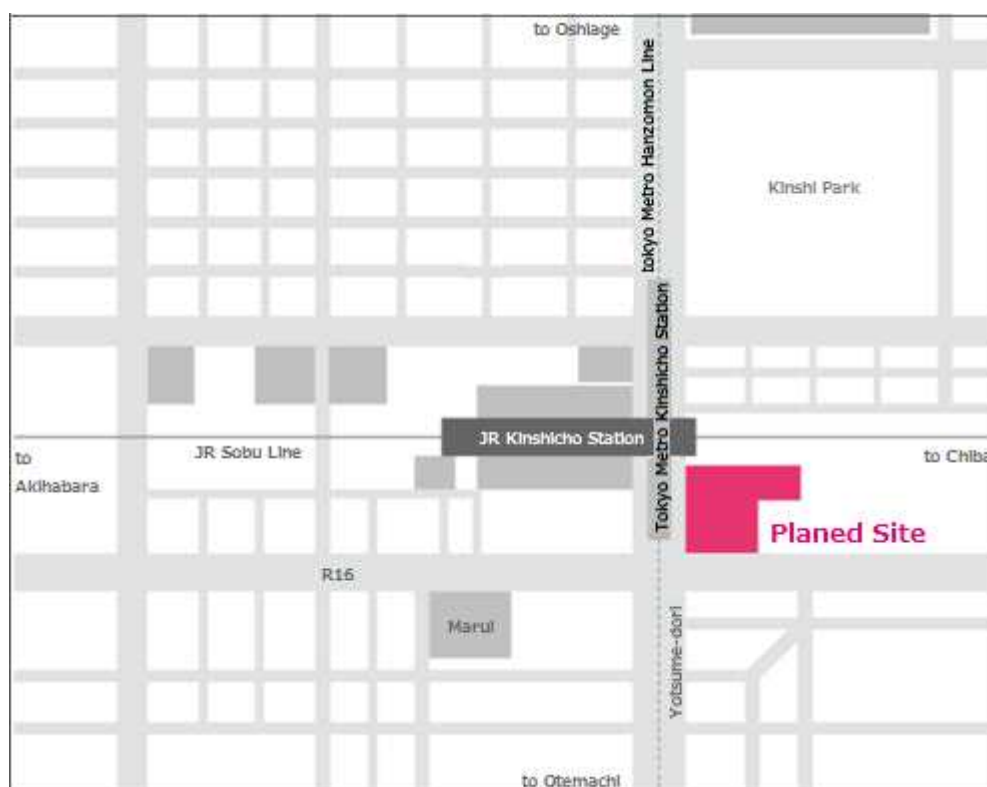 to Oshiage
tokyo Metro Hanzomon Line
Kinshi Park
Tokyo Metro Kinshicho Station
JR Kinshicho Station
JR Sobu Line
to
Akihabara
to Chiba
Planed Site
R16
Marui
Yotsume-dori
to Otemachi